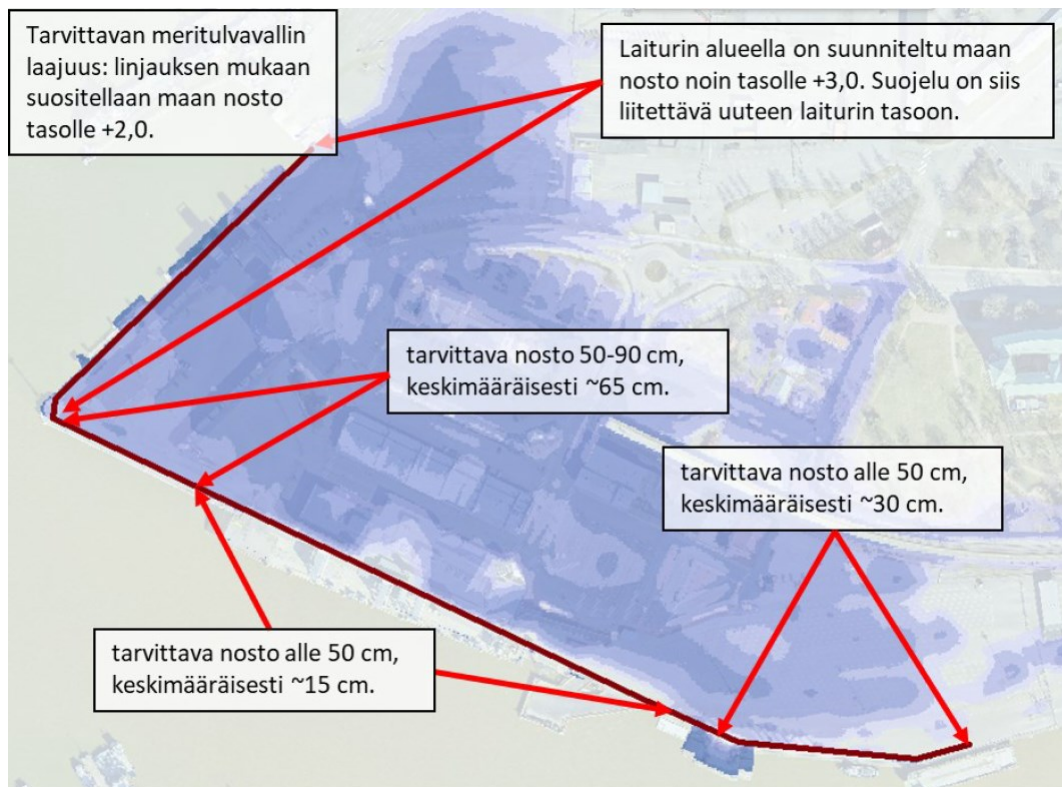 Tarvittavan meritulvavallin
laajuus: linjauksen mukaan
suositellaan maan nosto
tasolle +2,0.
Laiturin alueella on suunniteltu maan
nosto noin tasolle +3,0. Suojelu on siis
liitettävä uuteen laiturin tasoon.
tarvittava nosto 50-90 cm,
keskimääräisesti ~65 cm.
tarvittava nosto alle 50 cm,
keskimääräisesti ~30 cm.
tarvittava nosto alle 50 cm,
keskimääräisesti ~15 cm.